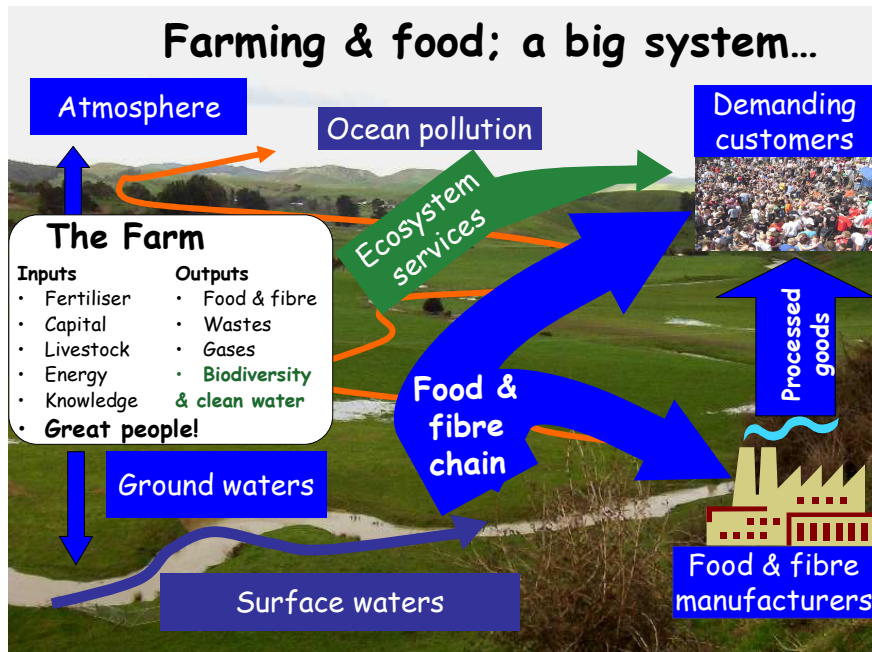 Farming & food; a big system…
Atmosphere
Ocean pollution
Demanding
customers
Ecosystem
services
The Farm
Inputs
• Fertiliser
• Capital
• Livestock
• Energy
• Knowledge
• Great people!
Outputs
• Food & fibre
• Wastes
• Gases
• Biodiversity
& clean water
Processed
goods
Food &
fibre
chain
Ground waters
Surface waters
Food & fibre
manufacturers